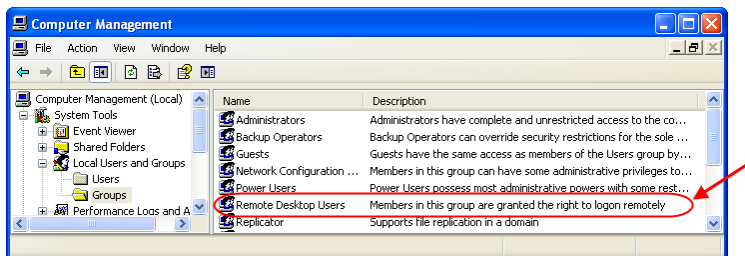 Computer Management
File Action View Window Help
Computer Management (Local)
System Tools
Event Viewer
Shared Folders
Local Users and Groups
Users
Groups
Performance Logs and A
Name Description
Administrators Administrators have complete and unrestricted access to the co...
Backup Operators Backup Operators can override security restrictions for the sole ...
Guests Guests have the same access as members of the Users group by...
Network Configuration ... Members in this group can have some administrative privileges to...
Power Users Power Users possess most administrative powers with some rest...
Remote Desktop Users Members in this group are granted the right to logon remotely
Replicator Supports file replication in a domain